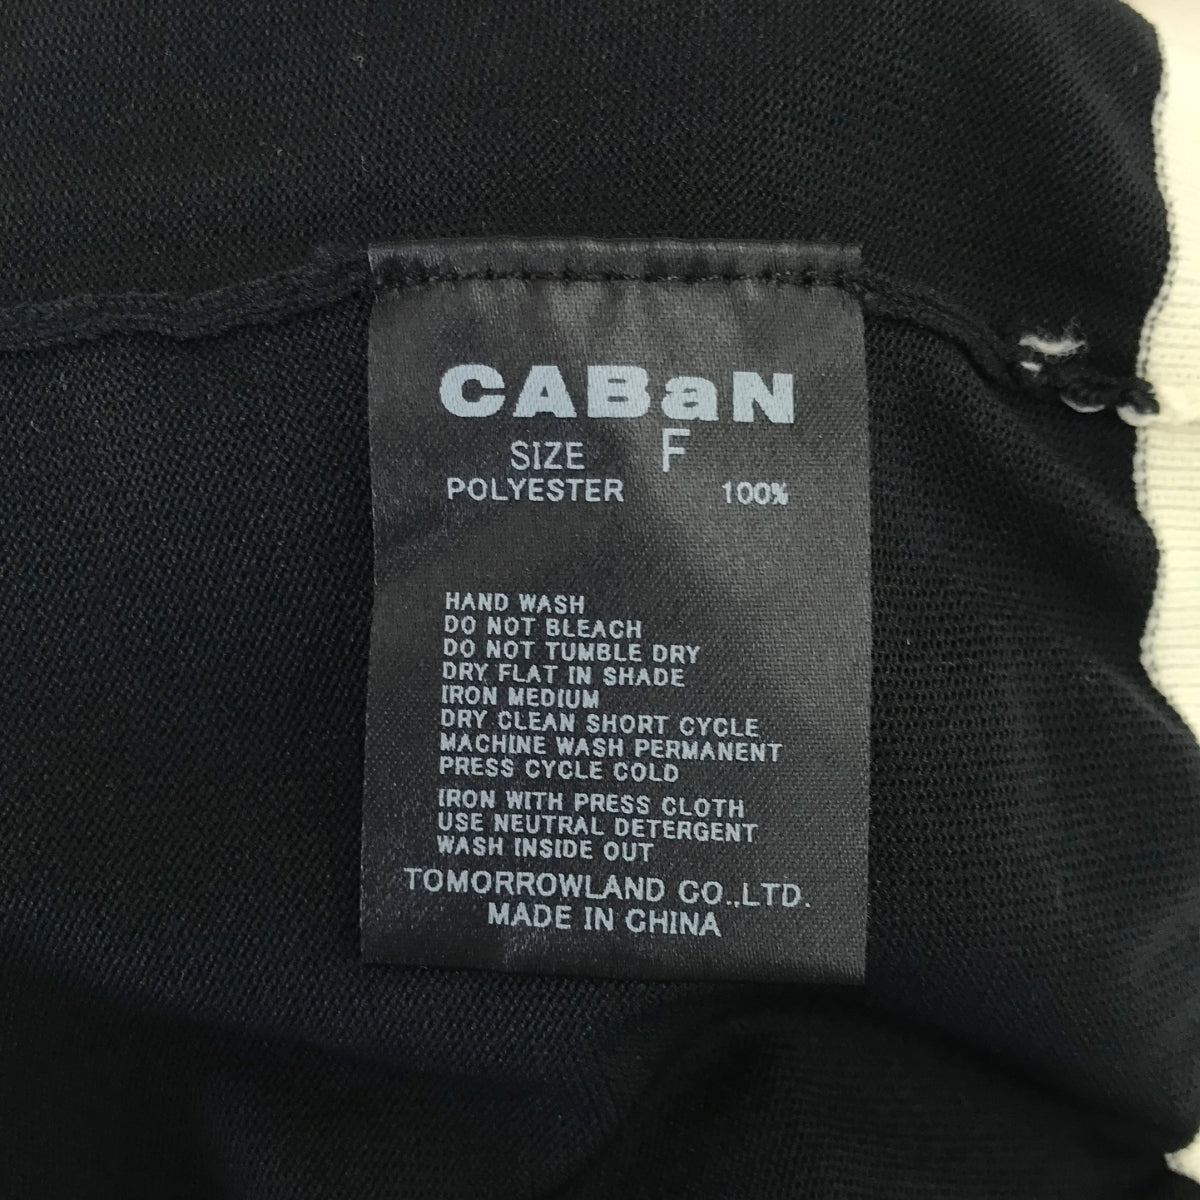 CABaN
SIZE F
POLYESTER 100%
HAND WASH
DO NOT BLEACH
DO NOT TUMBLE DRY
DRY FLAT IN SHADE
IRON MEDIUM
DRY CLEAN SHORT CYCLE
MACHINE WASH PERMANENT
PRESS CYCLE COLD
IRON WITH PRESS CLOTH
USE NEUTRAL DETERGENT
WASH INSIDE OUT
TOMORROWLAND CO.,LTD.
MADE IN CHINA